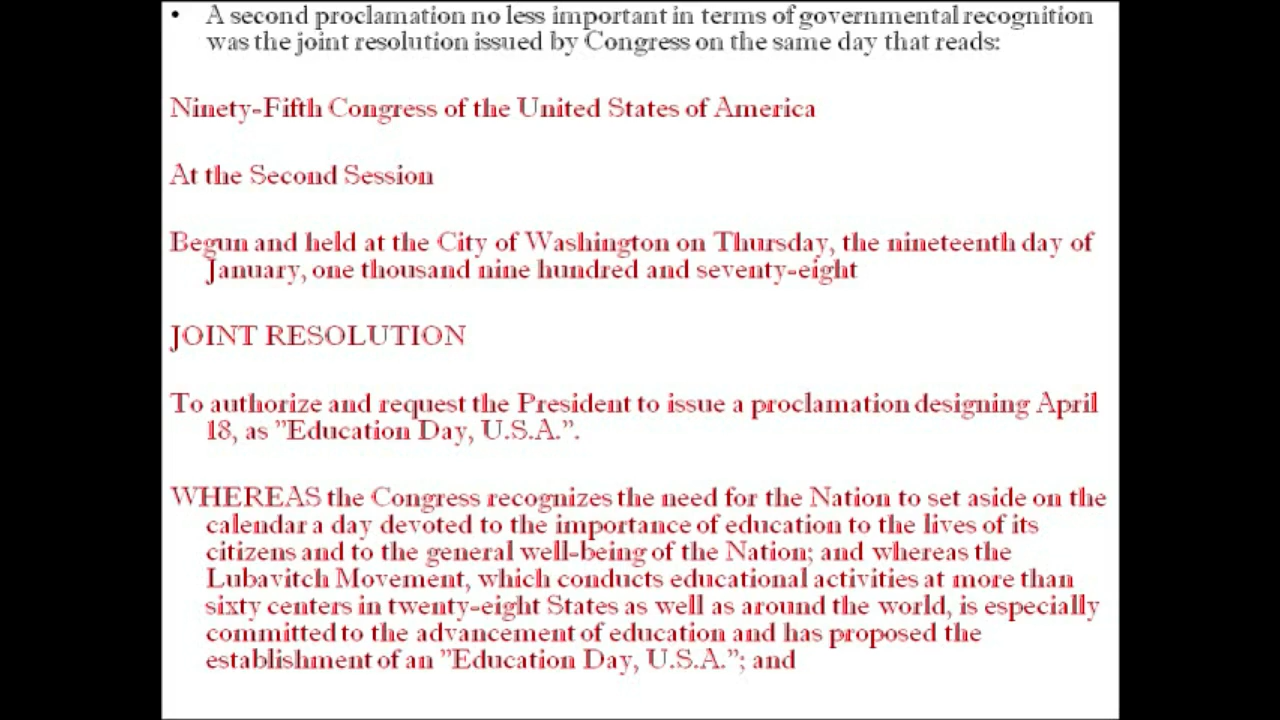 • A second proclamation no less important in terms of governmental recognition
was the joint resolution issued by Congress on the same day that reads:
Ninety-Fifth Congress of the United States of America
At the Second Session
Begun and held at the City of Washington on Thursday, the nineteenth day of
January, one thousand nine hundred and seventy-eight
JOINT RESOLUTION
To authorize and request the President to issue a proclamation designing April
18, as ”Education Day, U.S.A.”.
WHEREAS the Congress recognizes the need for the Nation to set aside on the
calendar a day devoted to the importance of education to the lives of its
citizens and to the general well-being of the Nation; and whereas the
Lubavitch Movement, which conducts educational activities at more than
sixty centers in twenty-eight States as well as around the world, is especially
committed to the advancement of education and has proposed the
establishment of an ”Education Day, U.S.A.”; and